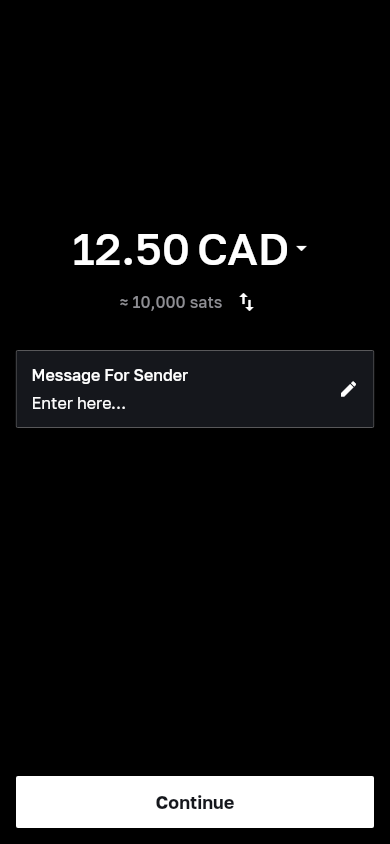 12.50 CAD
≈ 10,000 sats
Message For Sender
Enter here...
Continue